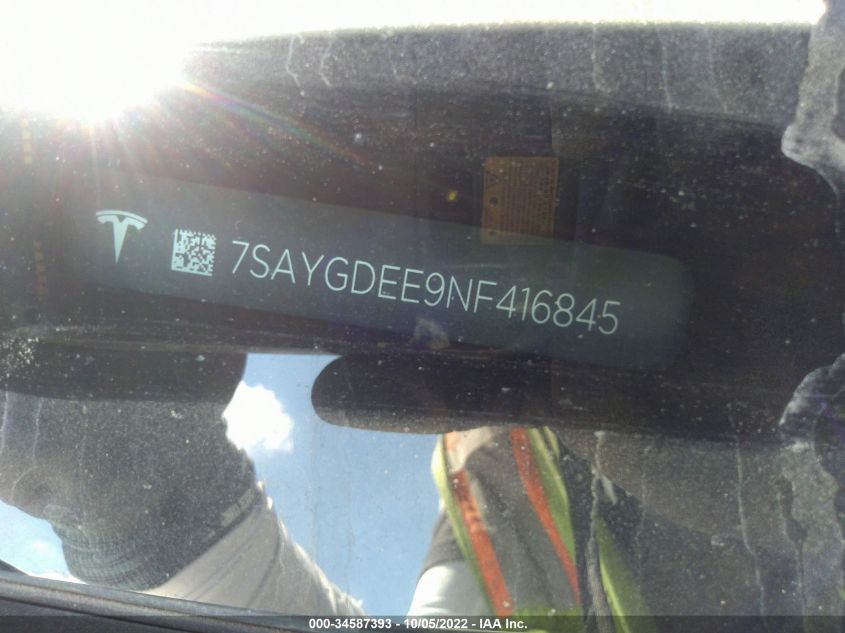 7SAYGDEE9NF416845
000-34587393 - 10/05/2022 - IAA Inc.